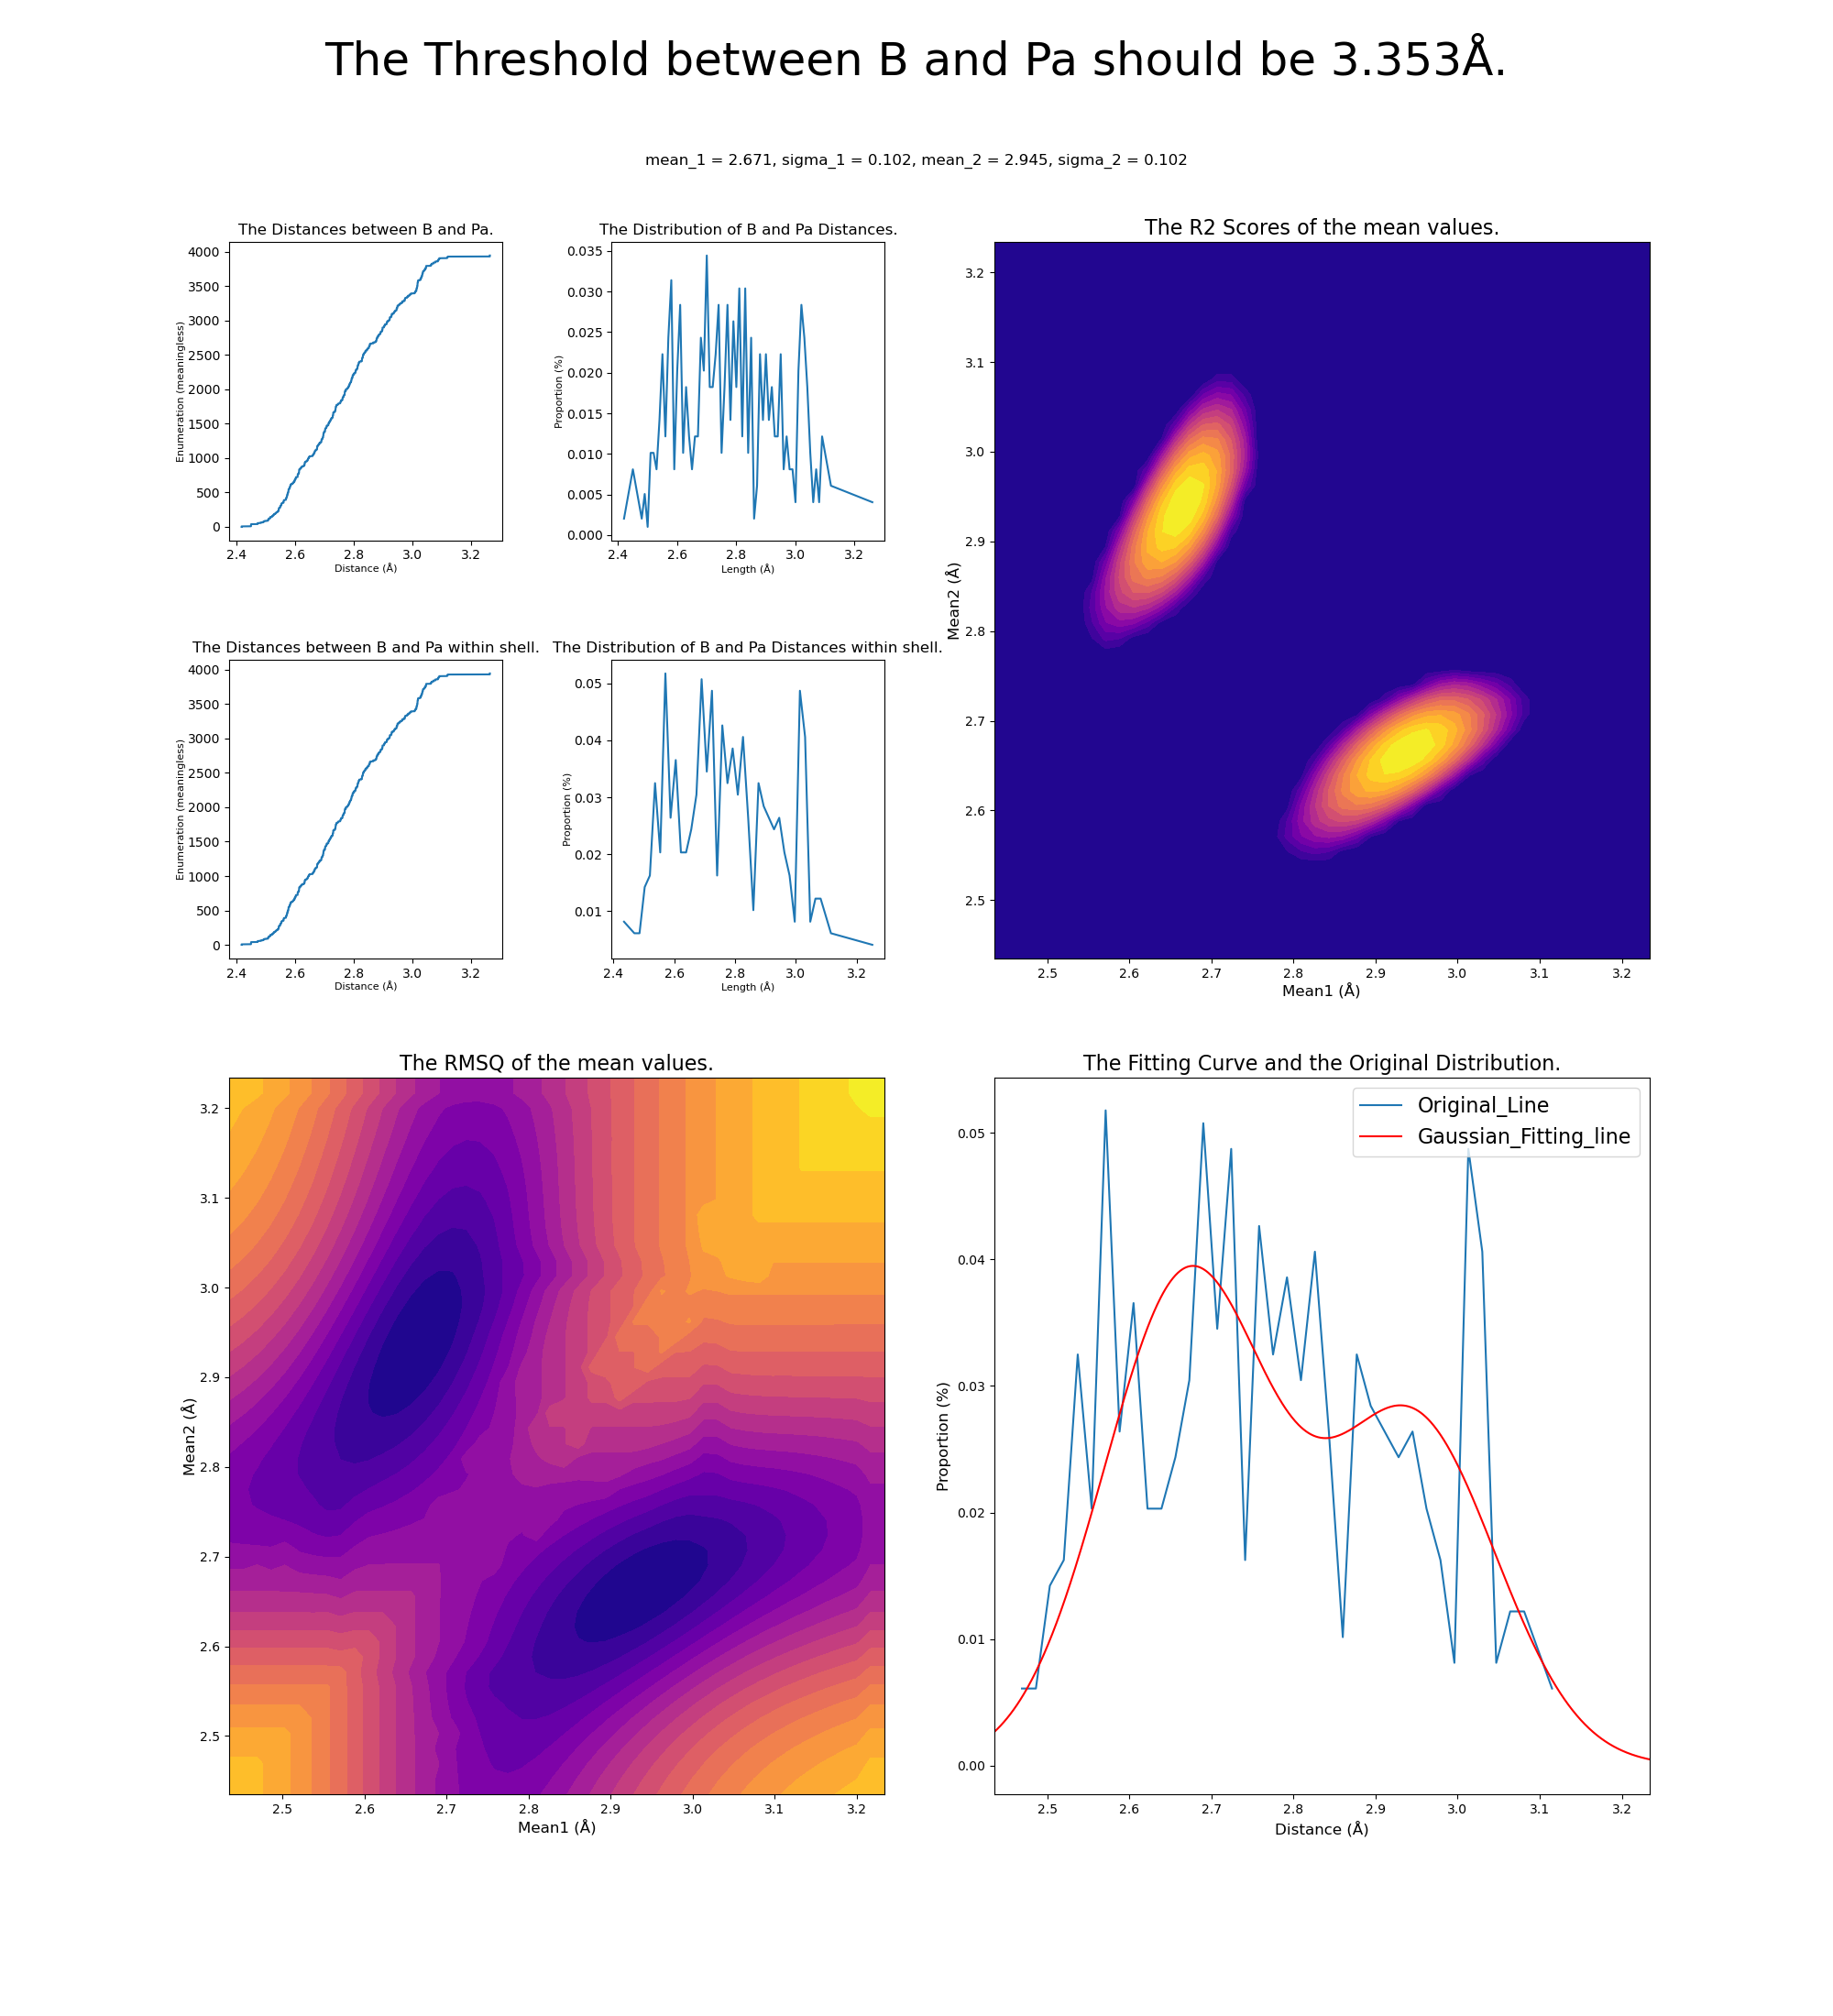 The Threshold between B and Pa should be 3.353Å.
mean_1 = 2.671, sigma_1 = 0.102, mean_2 = 2.945, sigma_2 = 0.102
The Distances between B and Pa.
4000
3500
3000
2500
2000
1500
1000
500
0
Enumeration (meaningless)
2.4 2.6 2.8 3.0 3.2
Distance (Å)
The Distribution of B and Pa Distances.
0.035
0.030
0.025
0.020
0.015
0.010
0.005
0.000
Proportion (%)
2.4 2.6 2.8 3.0 3.2
Length (Å)
The R2 Scores of the mean values.
3.2
3.1
3.0
2.9
2.8
2.7
2.6
2.5
Mean2 (Å)
2.5 2.6 2.7 2.8 2.9 3.0 3.1 3.2
Mean1 (Å)
The Distances between B and Pa within shell.
4000
3500
3000
2500
2000
1500
1000
500
0
Enumeration (meaningless)
2.4 2.6 2.8 3.0 3.2
Distance (Å)
The Distribution of B and Pa Distances within shell.
0.05
0.04
0.03
0.02
0.01
Proportion (%)
2.4 2.6 2.8 3.0 3.2
Length (Å)
The RMSQ of the mean values.
3.2
3.1
3.0
2.9
2.8
2.7
2.6
2.5
Mean2 (Å)
2.5 2.6 2.7 2.8 2.9 3.0 3.1 3.2
Mean1 (Å)
The Fitting Curve and the Original Distribution.
Original_Line
Gaussian_Fitting_line
0.05
0.04
0.03
0.02
0.01
0.00
Proportion (%)
2.5 2.6 2.7 2.8 2.9 3.0 3.1 3.2
Distance (Å)